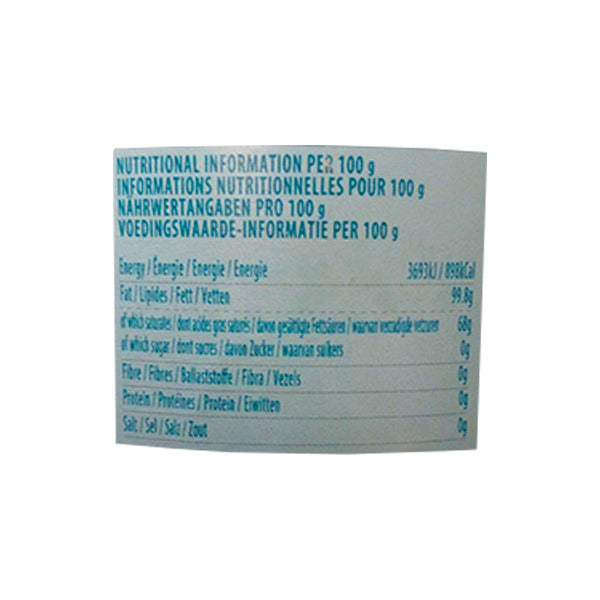 NUTRITIONAL INFORMATION PER 100 g
INFORMATIONS NUTRITIONNELLES POUR 100 g
NÄHRWERTANGABEN PRO 100 g
VOEDINGSWAARDE-INFORMATIE PER 100 g
Energy / Énergie / Energie / Energie 3693kJ / 898kCal
Fat / Lipides / Fett / Vetten 99.8g
of which saturates / dont acides gras saturés / davon gesättigte Fettsäuren / waarvan verzadigde vetzuren 68g
of which sugar / dont sucres / davon Zucker / waarvan suikers 0g
Fibre / Fibres / Ballaststoffe / Fibra / Vezels 0g
Protein / Protéines / Protein / Eiwitten 0g
Salt / Sel / Salz / Zout 0g